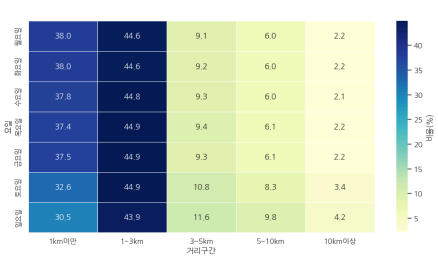 월요일 38.0 44.6 9.1 6.0 2.2
화요일 38.0 44.6 9.2 6.0 2.2
수요일 37.8 44.8 9.3 6.0 2.1
목요일 37.4 44.9 9.4 6.1 2.2
금요일 37.5 44.9 9.3 6.1 2.2
토요일 32.6 44.9 10.8 8.3 3.4
일요일 30.5 43.9 11.6 9.8 4.2
요일
1km미만 1~3km 3~5km 5~10km 10km이상
거리구간
40
35
30
25
20
15
10
5
비율(%)